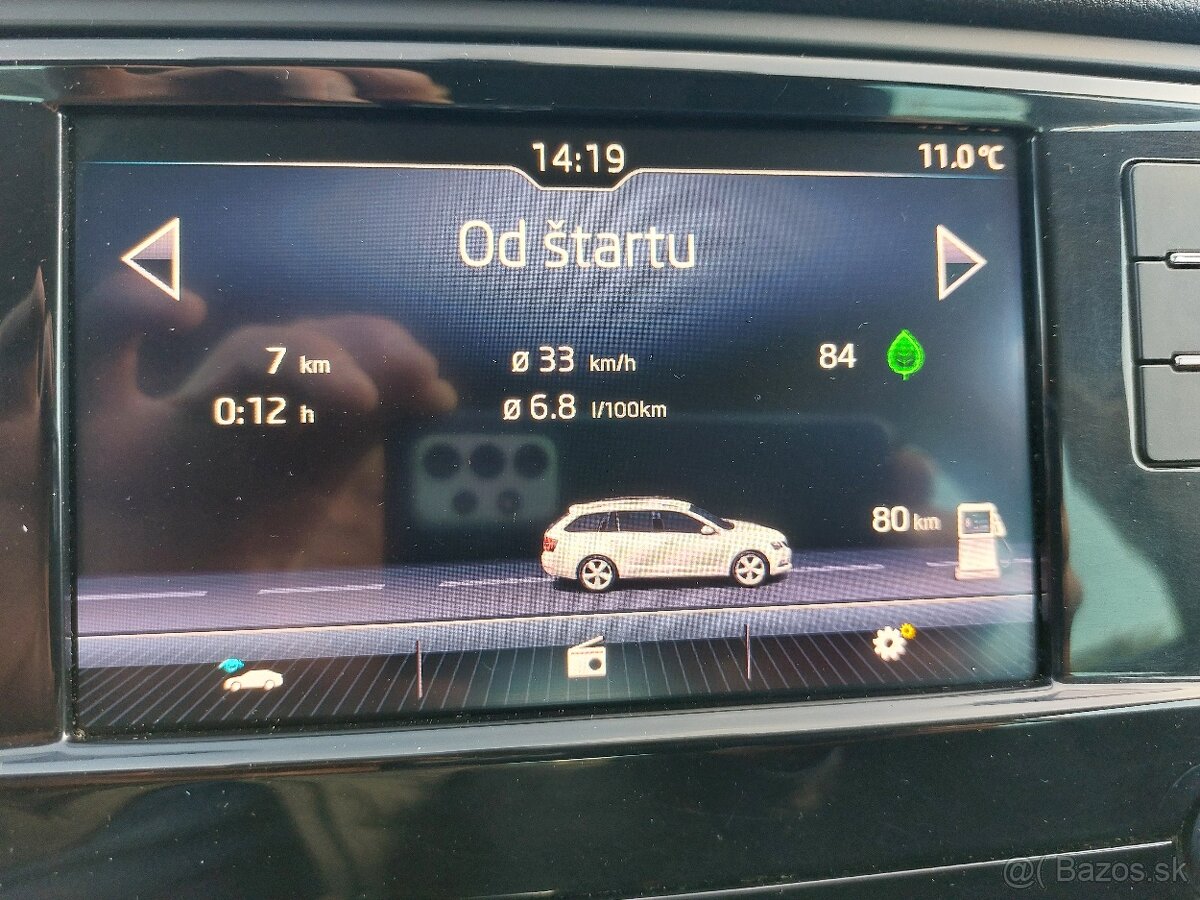 14:19
11.0°C
Od štartu
7 km
ø 33 km/h
84
0:12 h
ø 6.8 l/100km
80 km
@( Bazos.sk